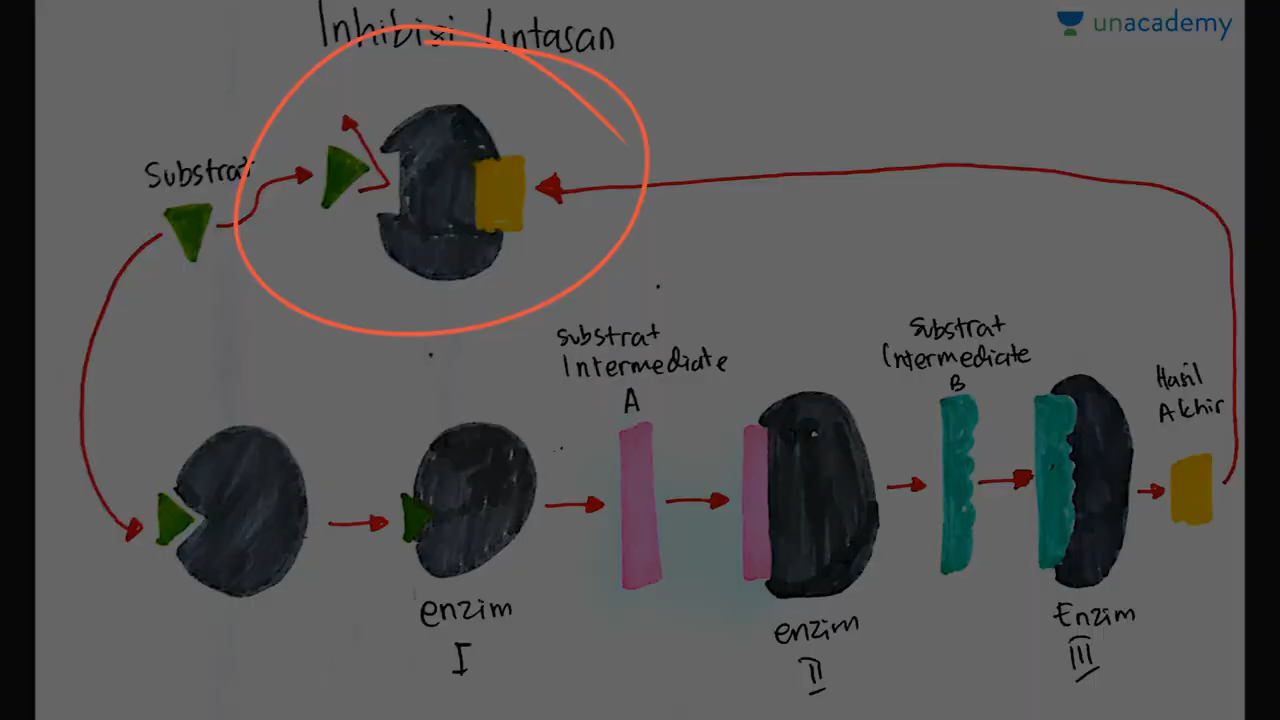 Inhibisi Lintasan
unacademy
Substrat
Substrat
Intermediate
A
Substrat
Intermediate
B
Hasil
Akhir
enzim
I
enzim
II
Enzim
III